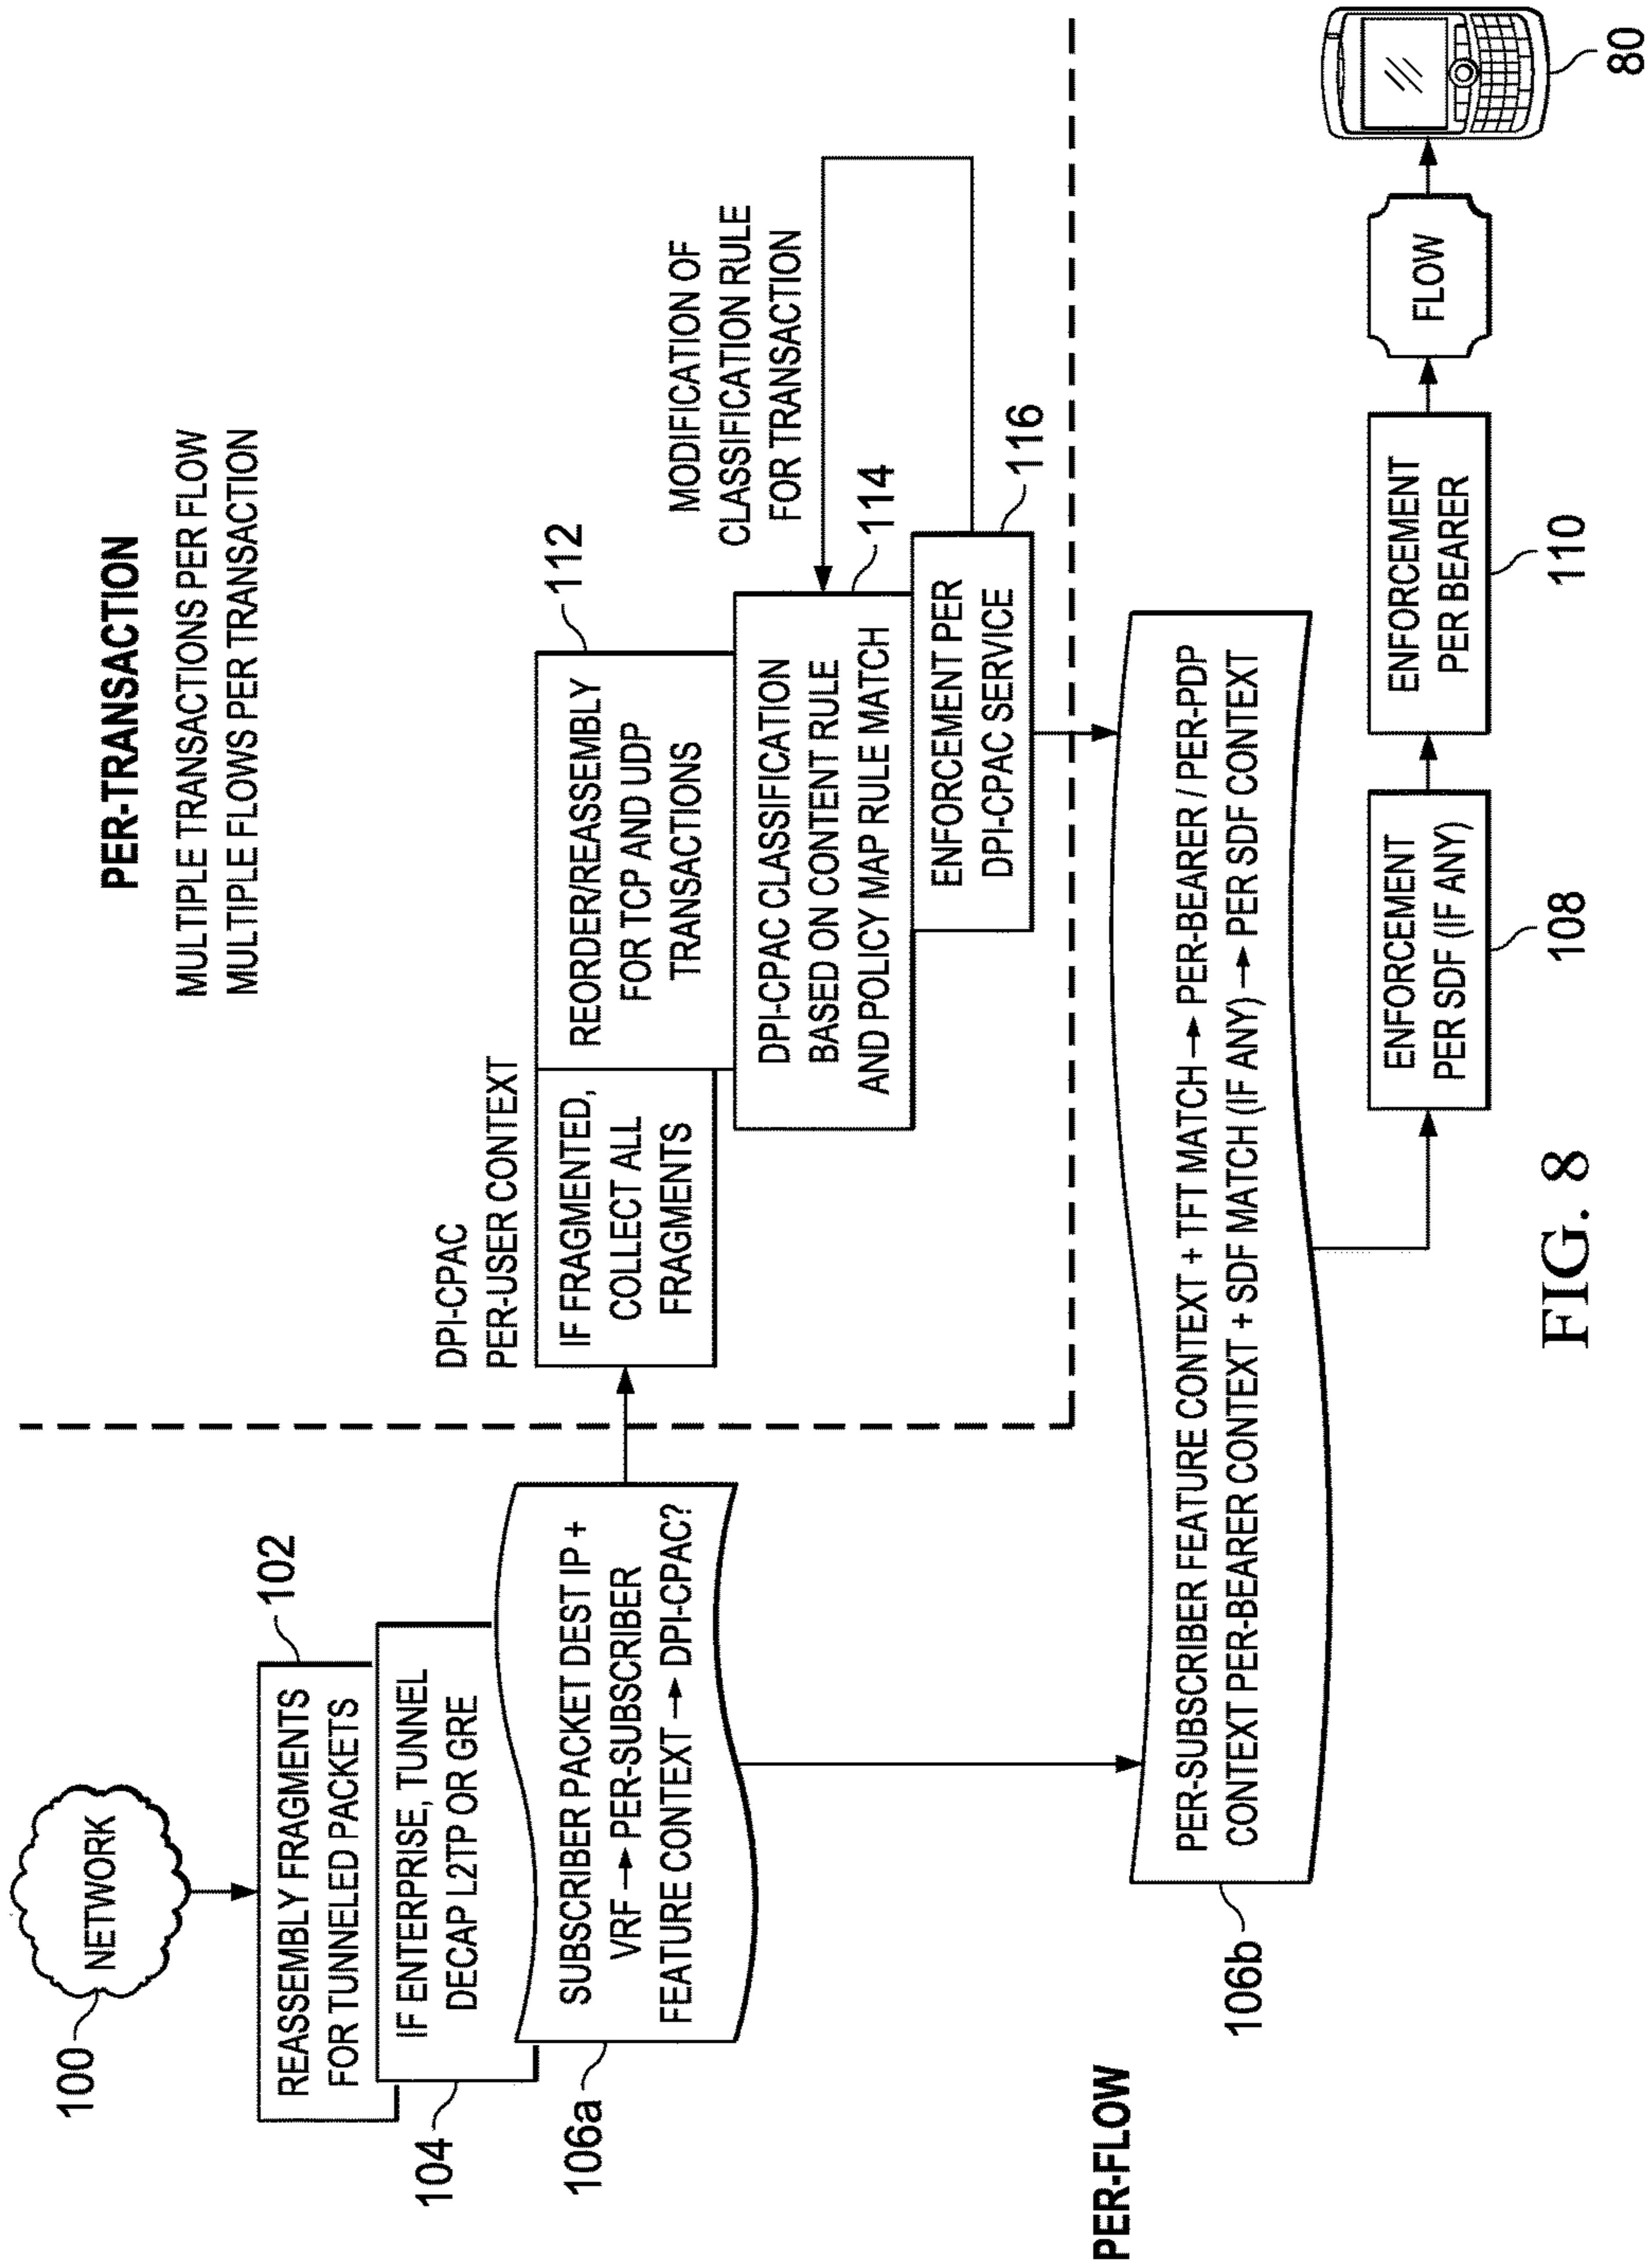 PER-TRANSACTION
MULTIPLE TRANSACTIONS PER FLOW
MULTIPLE FLOWS PER TRANSACTION
100
NETWORK
102
REASSEMBLY FRAGMENTS
FOR TUNNELED PACKETS
104
IF ENTERPRISE, TUNNEL
DECAP L2TP OR GRE
106a
SUBSCRIBER PACKET DEST IP +
VRF → PER-SUBSCRIBER
FEATURE CONTEXT → DPI-CPAC?
DPI-CPAC
PER-USER CONTEXT
IF FRAGMENTED,
COLLECT ALL
FRAGMENTS
112
REORDER/REASSEMBLY
FOR TCP AND UDP
TRANSACTIONS
MODIFICATION OF
CLASSIFICATION RULE
FOR TRANSACTION
114
DPI-CPAC CLASSIFICATION
BASED ON CONTENT RULE
AND POLICY MAP RULE MATCH
116
ENFORCEMENT PER
DPI-CPAC SERVICE
PER-FLOW
106b
PER-SUBSCRIBER FEATURE CONTEXT + TFT MATCH → PER-BEARER / PER-PDP
CONTEXT PER-BEARER CONTEXT + SDF MATCH (IF ANY) → PER SDF CONTEXT
ENFORCEMENT
PER SDF (IF ANY)
108
ENFORCEMENT
PER BEARER
110
FLOW
80
FIG. 8